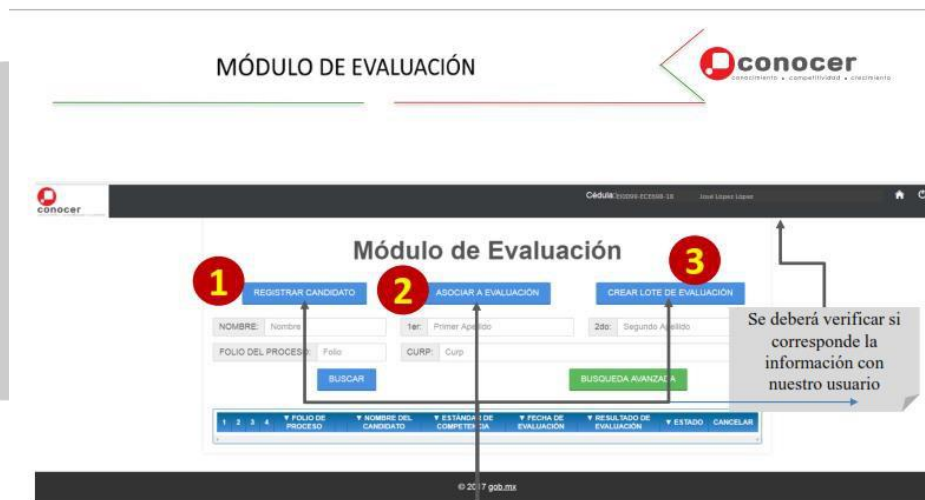 MÓDULO DE EVALUACIÓN
conocer
conocimiento • competitividad • crecimiento
conocer
Cédula: José López López
Módulo de Evaluación
1 2 3
REGISTRAR CANDIDATO ASOCIAR A EVALUACIÓN CREAR LOTE DE EVALUACIÓN
NOMBRE: Nombre 1er: Primer Apellido 2do: Segundo Apellido
FOLIO DEL PROCESO: Folio CURP: Curp
BUSCAR BUSQUEDA AVANZADA
Se deberá verificar si
corresponde la
información con
nuestro usuario
1 2 3 4 ▼ FOLIO DE PROCESO ▼ NOMBRE DEL CANDIDATO ▼ ESTÁNDAR DE COMPETENCIA ▼ FECHA DE EVALUACIÓN ▼ RESULTADO DE EVALUACIÓN ▼ ESTADO CANCELAR
© 2017 gob.mx